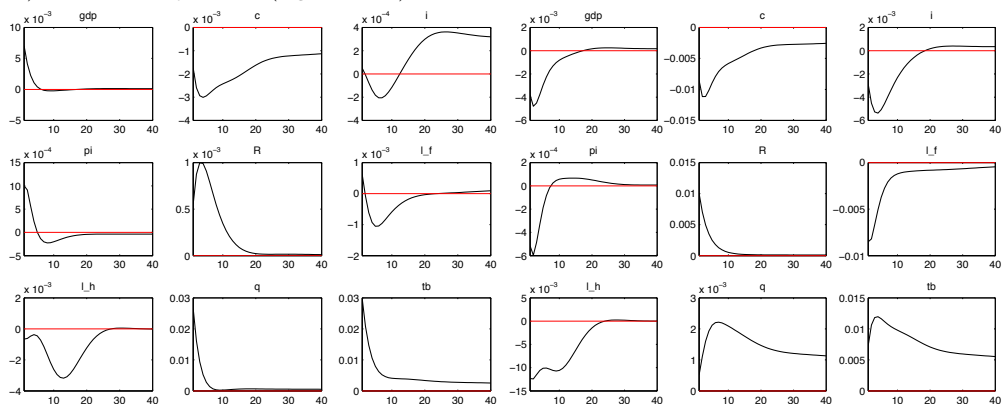 x 10⁻³ gdp x 10⁻³ c x 10⁻⁴ i x 10⁻³ gdp c x 10⁻³ i
10 0 4 2 0 2
5 −1 2 0 −0.005 0
0 −2 0 −2 −0.01 −2
−5 −3 −2 −4 −0.015 −4
−4 −4 −6 −6
10 20 30 40 10 20 30 40 10 20 30 40 10 20 30 40 10 20 30 40 10 20 30 40
x 10⁻⁴ pi x 10⁻³ R x 10⁻³ l_f x 10⁻⁴ pi R l_f
15 1 1 2 0.015 0
10 0.5 0 0 0.01 −0.005
5 0 −1 −2 0.005 −0.01
0 −2 −4 0
−5 −6
10 20 30 40 10 20 30 40 10 20 30 40 10 20 30 40 10 20 30 40 10 20 30 40
x 10⁻³ l_h q tb x 10⁻³ l_h x 10⁻³ q tb
2 0.03 0.03 5 3 0.015
0 0.02 0.02 0 2 0.01
−2 0.01 0.01 −5 1 0.005
−4 0 0 −10 0 0
−15
10 20 30 40 10 20 30 40 10 20 30 40 10 20 30 40 10 20 30 40 10 20 30 40